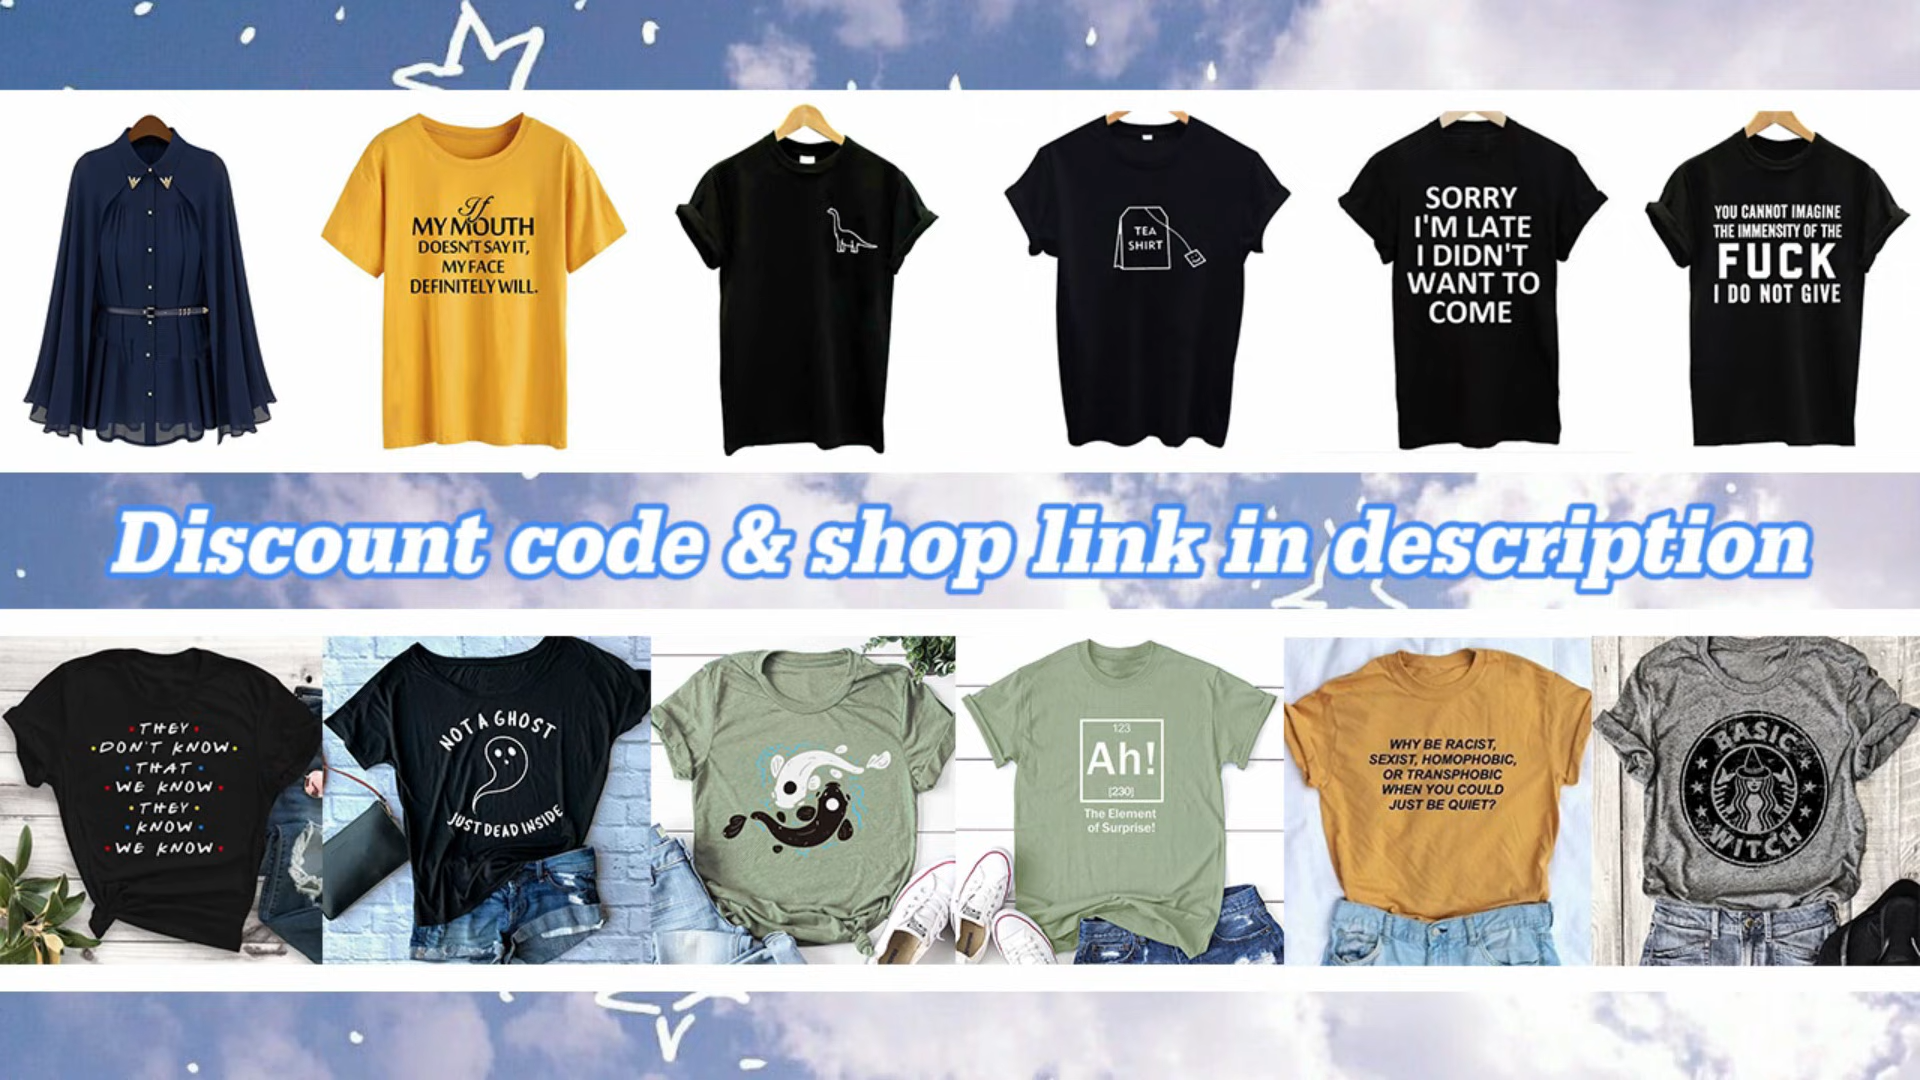 If
MY MOUTH
DOESN'T SAY IT,
MY FACE
DEFINITELY WILL.
TEA
SHIRT
SORRY
I'M LATE
I DIDN'T
WANT TO
COME
YOU CANNOT IMAGINE
THE IMMENSITY OF THE
FUCK
I DO NOT GIVE
Discount code & shop link in description
THEY
DON'T KNOW
THAT
WE KNOW
THEY
KNOW
WE KNOW
NOT A GHOST
JUST DEAD INSIDE
123
Ah!
[230]
The Element
of Surprise!
WHY BE RACIST,
SEXIST, HOMOPHOBIC,
OR TRANSPHOBIC
WHEN YOU COULD
JUST BE QUIET?
BASIC
WITCH